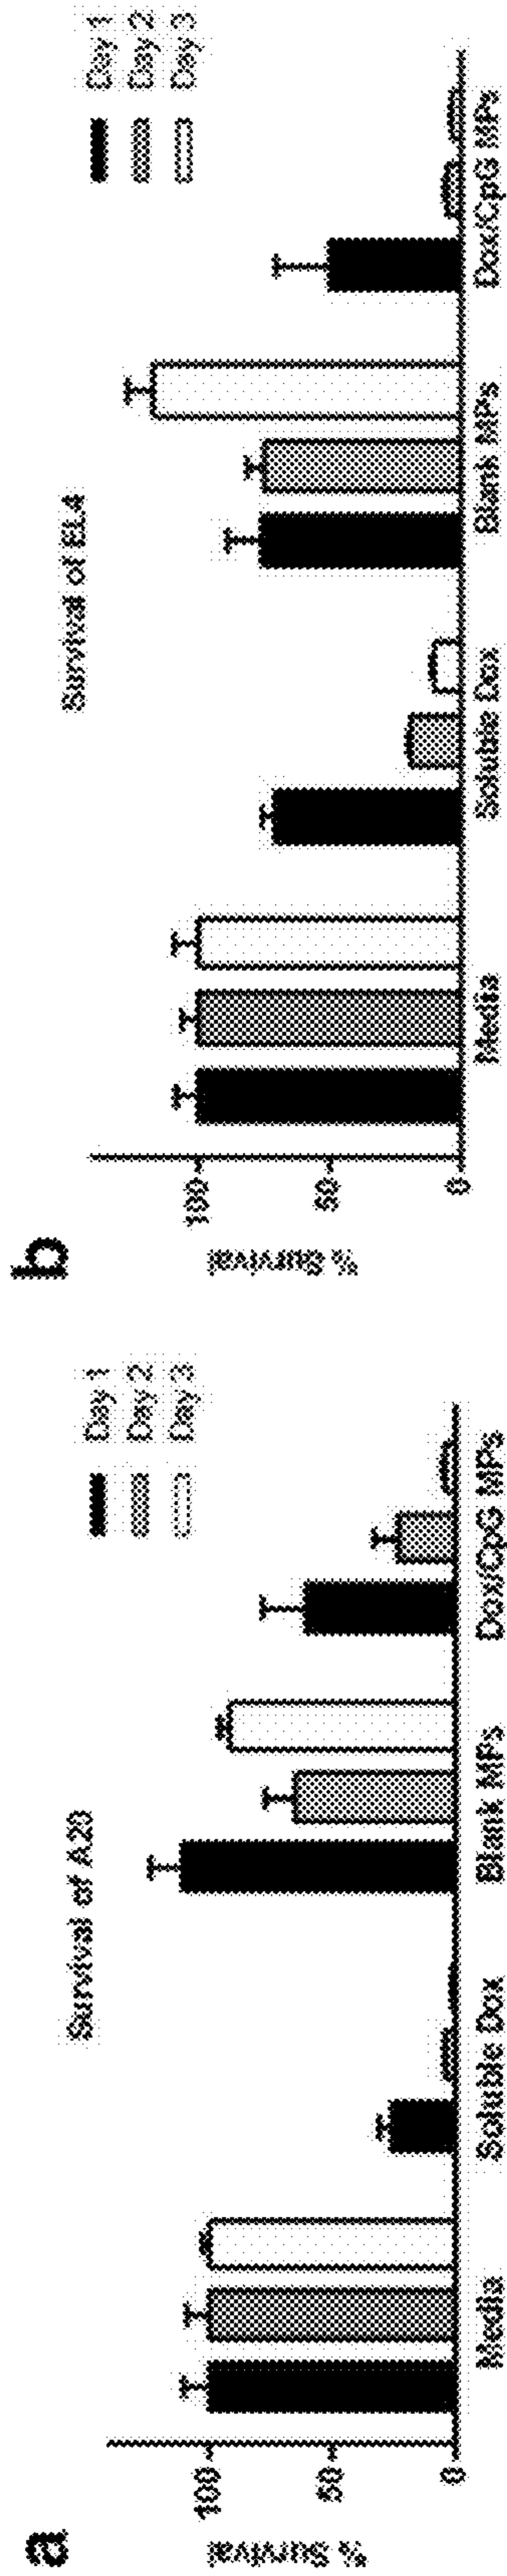 a
Survival of A20
% Survival
100
50
0
Day 1
Day 2
Day 3
Media
Soluble Dox
Blank MPs
Dox/CpG MPs
b
Survival of EL4
% Survival
100
50
0
Day 1
Day 2
Day 3
Media
Soluble Dox
Blank MPs
Dox/CpG MPs